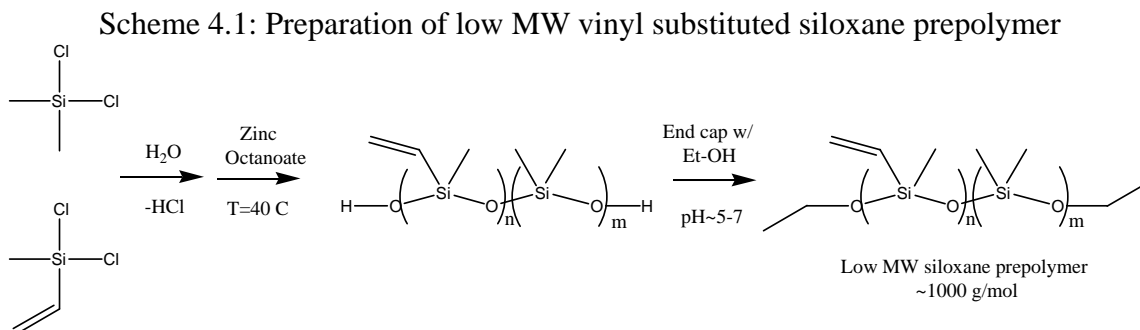 Scheme 4.1: Preparation of low MW vinyl substituted siloxane prepolymer
Cl
Si
Cl
Cl
Si
Cl
H2O
-HCl
Zinc
Octanoate
T=40 C
H
O
Si
O
n
Si
O
m
H
End cap w/
Et-OH
pH~5-7
O
Si
O
n
Si
O
m
Low MW siloxane prepolymer
~1000 g/mol